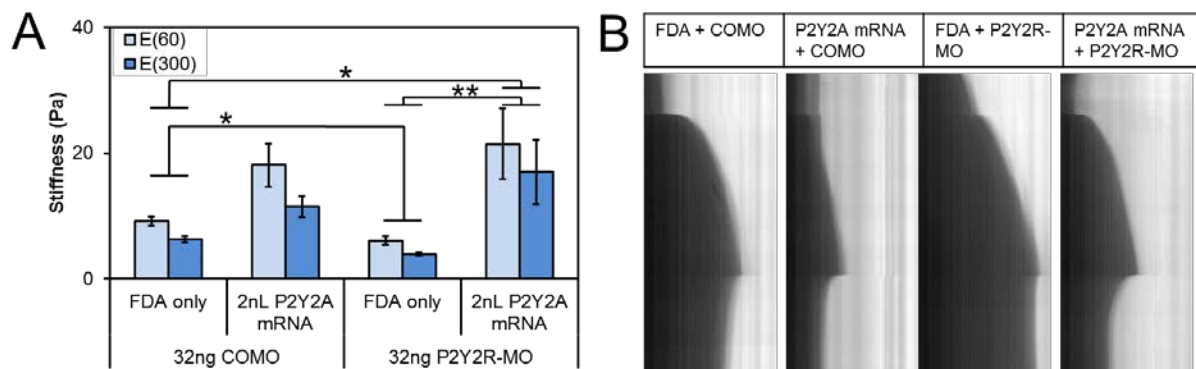 A
40
20
0
Stiffness (Pa)
E(60)
E(300)
*
**
*
FDA only
2nL P2Y2A
mRNA
FDA only
2nL P2Y2A
mRNA
32ng COMO
32ng P2Y2R-MO
B
FDA + COMO
P2Y2A mRNA
+ COMO
FDA + P2Y2R-
MO
P2Y2A mRNA
+ P2Y2R-MO